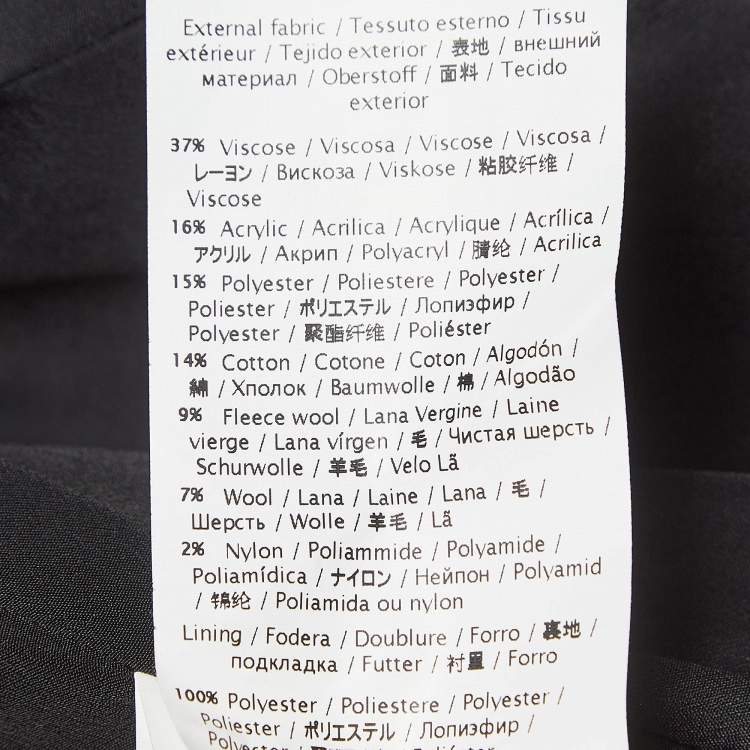 External fabric / Tessuto esterno / Tissu
extérieur / Tejido exterior / 表地 / внешний
материал / Oberstoff / 面料 / Tecido
exterior
37% Viscose / Viscosa / Viscose / Viscosa /
レーヨン / Вискоза / Viskose / 粘胶纤维 /
Viscose
16% Acrylic / Acrilica / Acrylique / Acrílica /
アクリル / Акрип / Polyacryl / 腈纶 / Acrilica
15% Polyester / Poliestere / Polyester /
Poliester / ポリエステル / Лопиэфир /
Polyester / 聚酯纤维 / Poliéster
14% Cotton / Cotone / Coton / Algodón /
綿 / Хполок / Baumwolle / 棉 / Algodão
9% Fleece wool / Lana Vergine / Laine
vierge / Lana vírgen / 毛 / Чистая шерсть /
Schurwolle / 羊毛 / Velo Lã
7% Wool / Lana / Laine / Lana / 毛 /
Шерсть / Wolle / 羊毛 / Lã
2% Nylon / Poliammide / Polyamide /
Poliamídica / ナイロン / Нейпон / Polyamid
/ 锦纶 / Poliamida ou nylon
Lining / Fodera / Doublure / Forro / 裏地 /
подкладка / Futter / 衬里 / Forro
100% Polyester / Poliestere / Polyester /
Poliester / ポリエステル / Лопиэфир /
Polyester / 聚酯纤维 / Poliéster